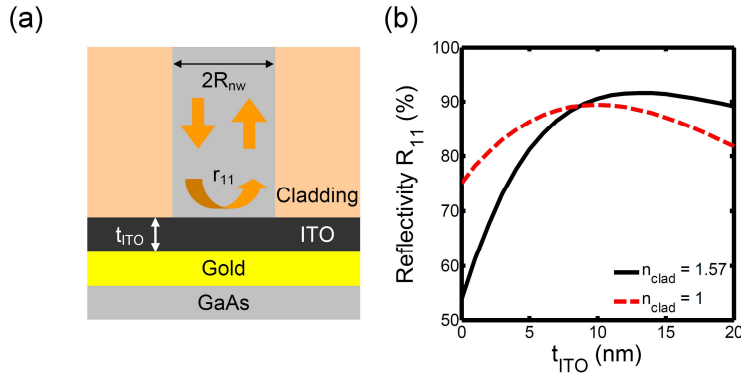 (a)
2R_nw
r_11
Cladding
t_ITO
ITO
Gold
GaAs
(b)
Reflectivity R_11 (%)
100
90
80
70
60
50
0
5
10
15
20
t_ITO (nm)
n_clad = 1.57
n_clad = 1